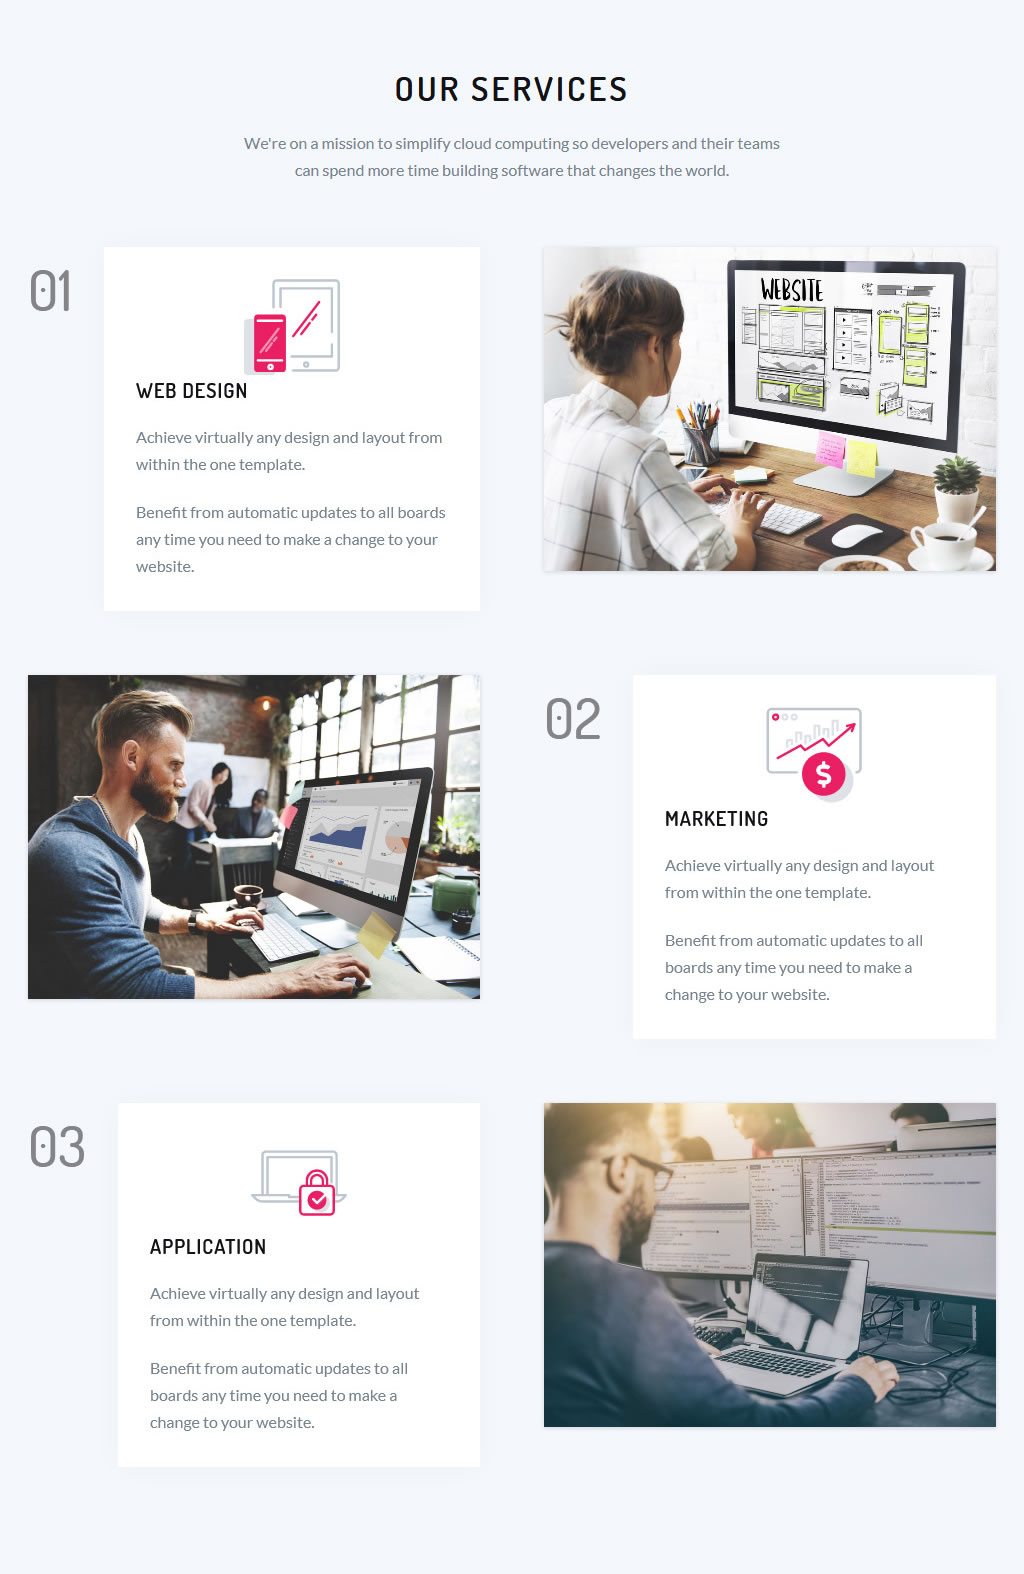 OUR SERVICES
We're on a mission to simplify cloud computing so developers and their teams
can spend more time building software that changes the world.
01
WEB DESIGN
Achieve virtually any design and layout from
within the one template.
Benefit from automatic updates to all boards
any time you need to make a change to your
website.
WEBSITE
02
$
MARKETING
Achieve virtually any design and layout
from within the one template.
Benefit from automatic updates to all
boards any time you need to make a
change to your website.
03
APPLICATION
Achieve virtually any design and layout
from within the one template.
Benefit from automatic updates to all
boards any time you need to make a
change to your website.